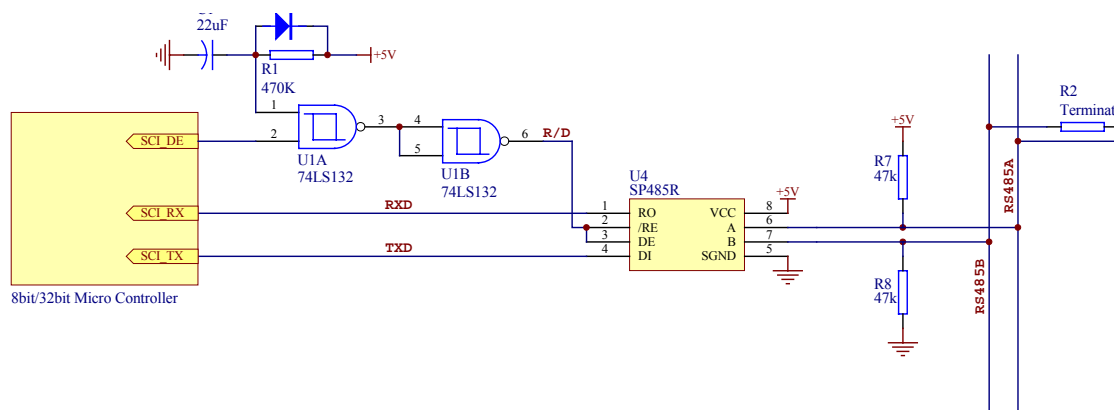 22uF
+5V
R1
470K
1
2
3
4
5
6
R/D
U1A
74LS132
U1B
74LS132
SCI_DE
SCI_RX
SCI_TX
RXD
TXD
8bit/32bit Micro Controller
U4
SP485R
1
2
3
4
RO
/RE
DE
DI
VCC
A
B
SGND
8
6
7
5
+5V
+5V
R7
47k
R8
47k
RS485A
RS485B
R2
Terminat